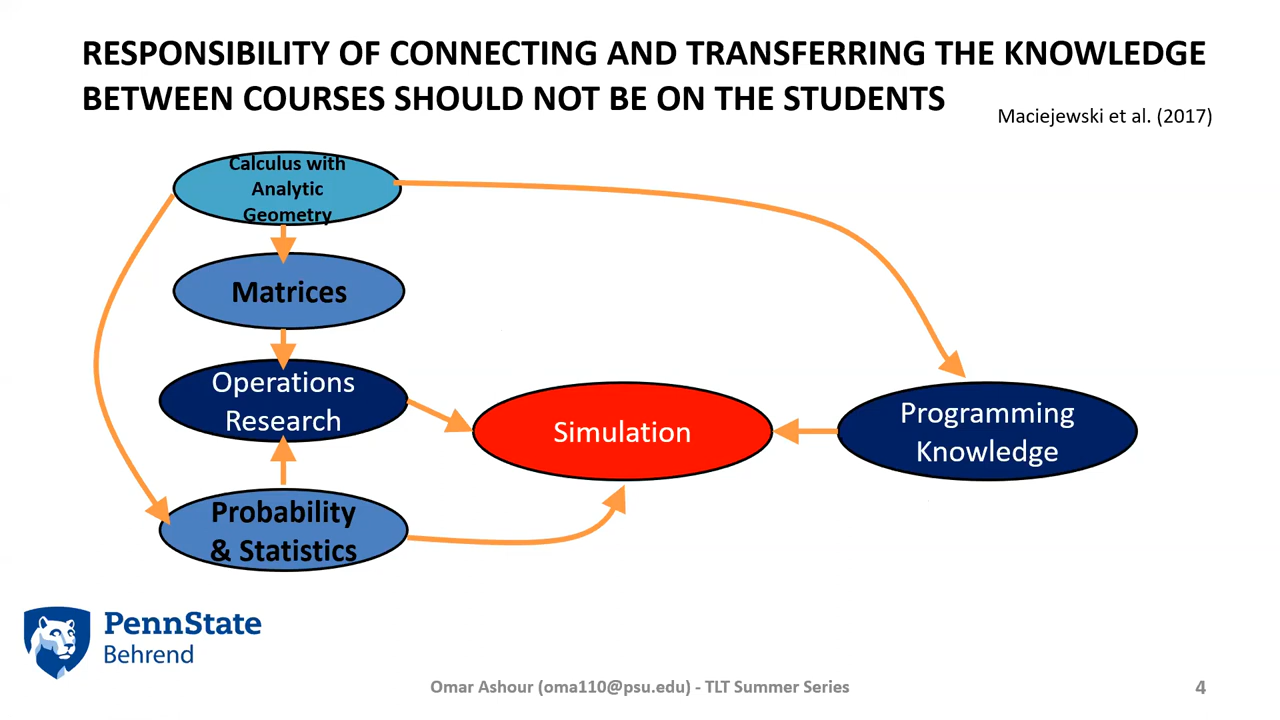 RESPONSIBILITY OF CONNECTING AND TRANSFERRING THE KNOWLEDGE
BETWEEN COURSES SHOULD NOT BE ON THE STUDENTS
Maciejewski et al. (2017)
Calculus with
Analytic
Geometry
Matrices
Operations
Research
Simulation
Programming
Knowledge
Probability
& Statistics
PennState
Behrend
Omar Ashour (oma110@psu.edu) - TLT Summer Series
4